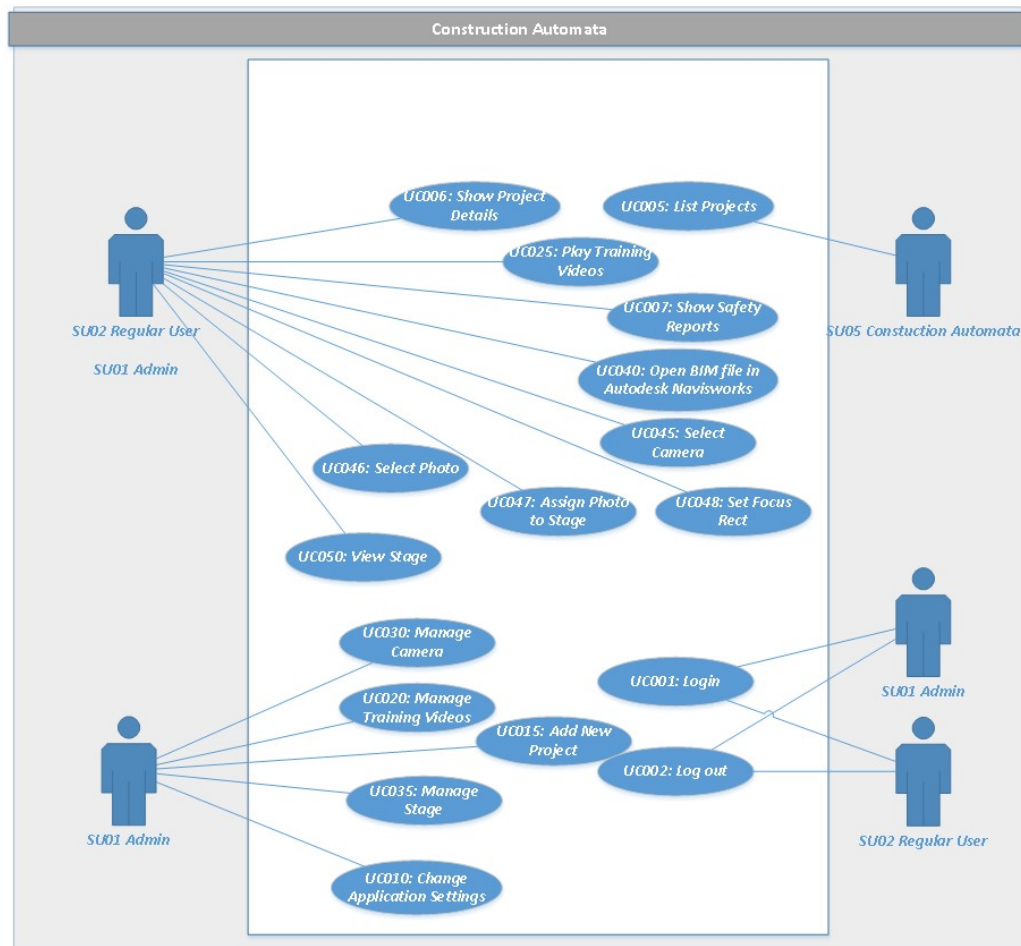 Construction Automata
UC006: Show Project
Details
UC005: List Projects
UC025: Play Training
Videos
SU02 Regular User
SU01 Admin
UC007: Show Safety
Reports
SU05 Constuction Automata
UC040: Open BIM file in
Autodesk Navisworks
UC045: Select
Camera
UC046: Select Photo
UC047: Assign Photo
to Stage
UC048: Set Focus
Rect
UC050: View Stage
UC030: Manage
Camera
UC001: Login
SU01 Admin
UC020: Manage
Training Videos
UC015: Add New
Project
UC002: Log out
UC035: Manage
Stage
SU01 Admin
SU02 Regular User
UC010: Change
Application Settings